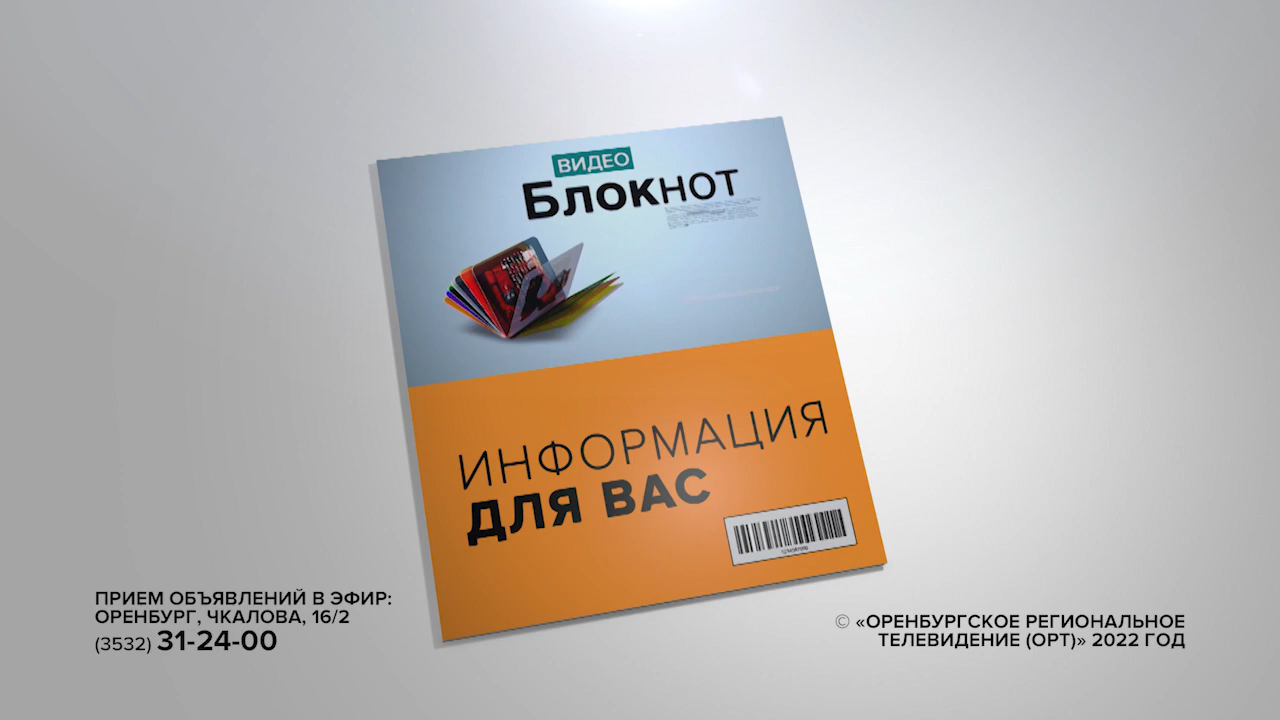 ВИДЕО
Блокнот
ИНФОРМАЦИЯ
ДЛЯ ВАС
ПРИЕМ ОБЪЯВЛЕНИЙ В ЭФИР:
ОРЕНБУРГ, ЧКАЛОВА, 16/2
(3532) 31-24-00
© «ОРЕНБУРГСКОЕ РЕГИОНАЛЬНОЕ
ТЕЛЕВИДЕНИЕ (ОРТ)» 2022 ГОД